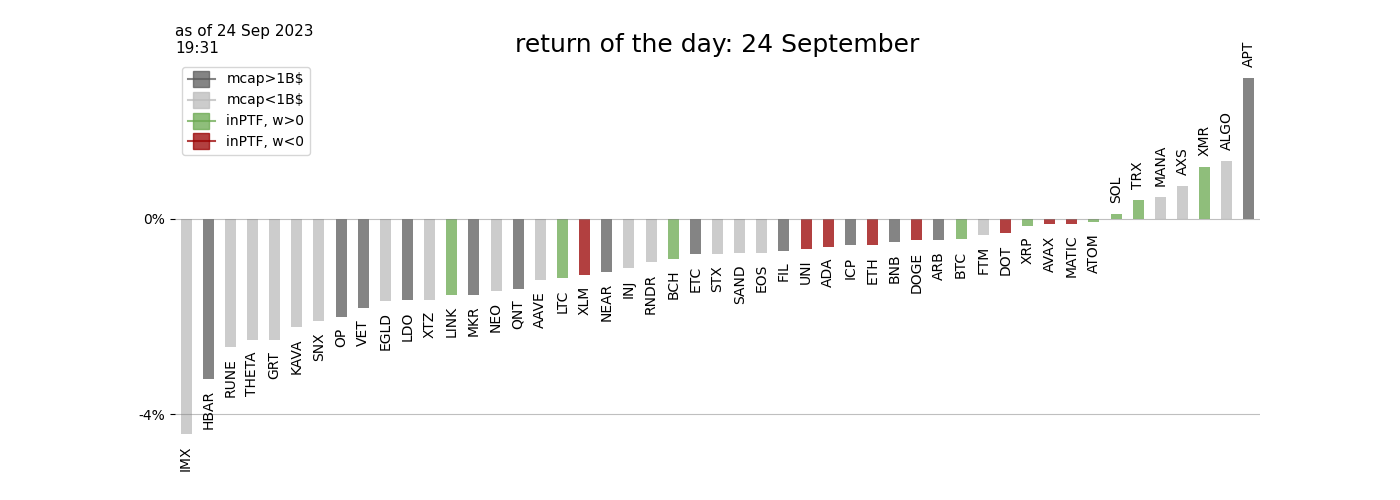 as of 24 Sep 2023
19:31
return of the day: 24 September
mcap>1B$
mcap<1B$
inPTF, w>0
inPTF, w<0
0%
-4%
IMX
HBAR
RUNE
THETA
GRT
KAVA
SNX
OP
VET
EGLD
LDO
XTZ
LINK
MKR
NEO
QNT
AAVE
LTC
XLM
NEAR
INJ
RNDR
BCH
ETC
STX
SAND
EOS
FIL
UNI
ADA
ICP
ETH
BNB
DOGE
ARB
BTC
FTM
DOT
XRP
AVAX
MATIC
ATOM
SOL
TRX
MANA
AXS
XMR
ALGO
APT